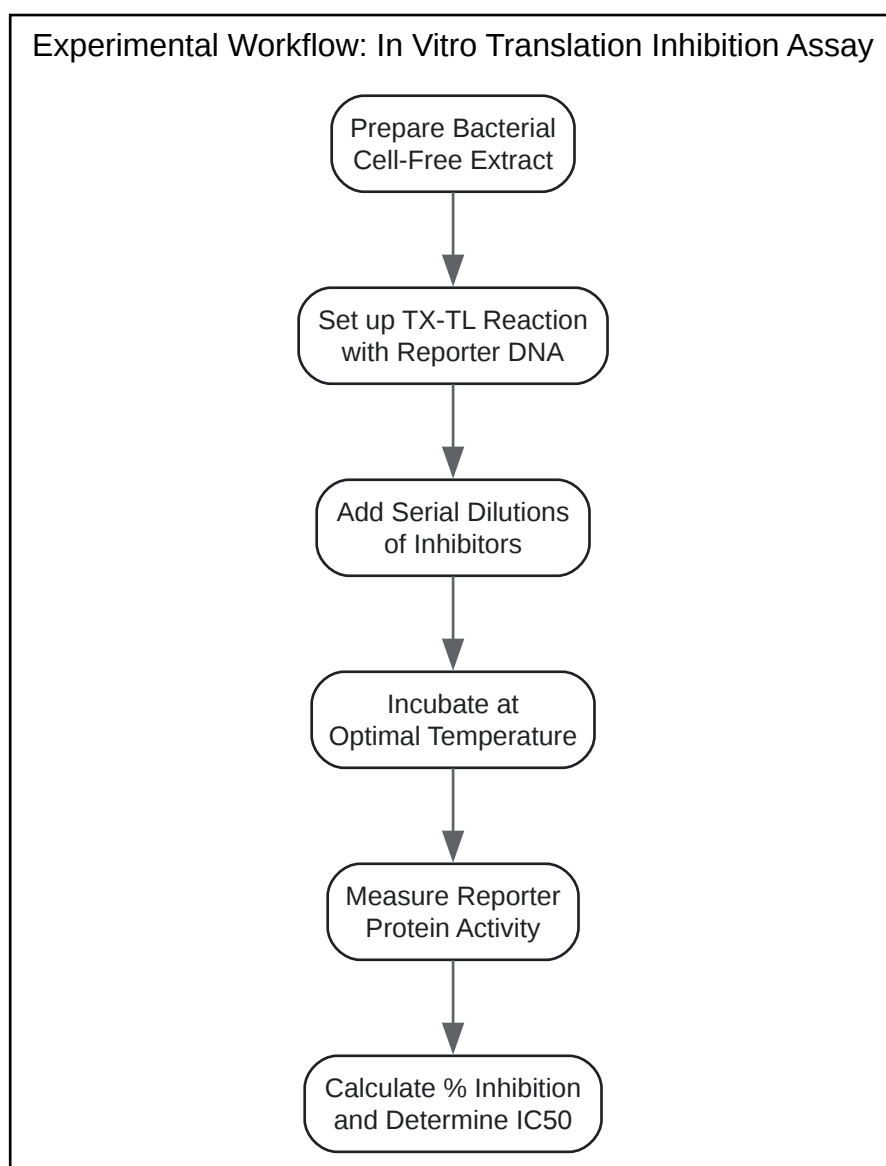 Experimental Workflow: In Vitro Translation Inhibition Assay
Prepare Bacterial
Cell-Free Extract
Set up TX-TL Reaction
with Reporter DNA
Add Serial Dilutions
of Inhibitors
Incubate at
Optimal Temperature
Measure Reporter
Protein Activity
Calculate % Inhibition
and Determine IC50